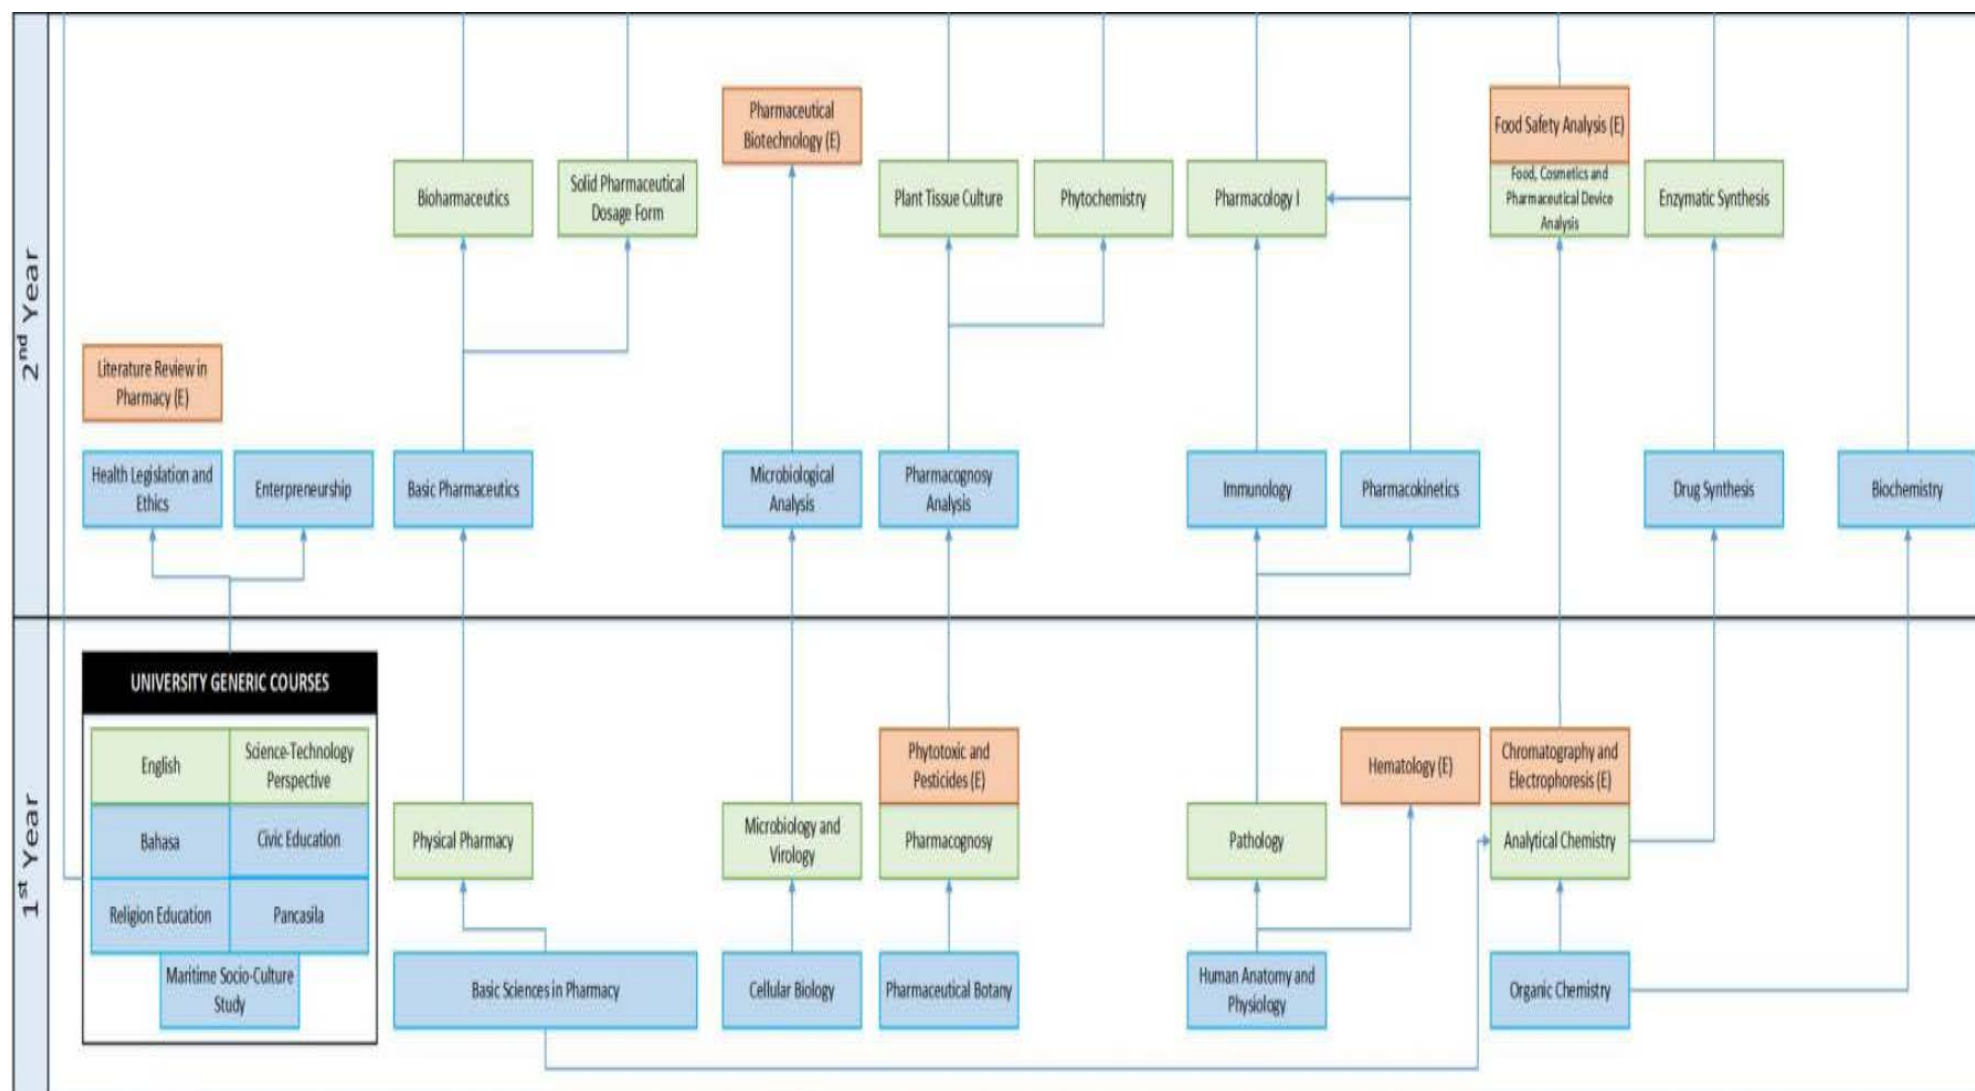 2nd Year
Pharmaceutical
Biotechnology (E)
Food Safety Analysis (E)
Bioharmaceutics
Solid Pharmaceutical
Dosage Form
Plant Tissue Culture
Phytochemistry
Pharmacology I
Food, Cosmetics and
Pharmaceutical Device
Analysis
Enzymatic Synthesis
Literature Review in
Pharmacy (E)
Health Legislation and
Ethics
Enterpreneurship
Basic Pharmaceutics
Microbiological
Analysis
Pharmacognosy
Analysis
Immunology
Pharmacokinetics
Drug Synthesis
Biochemistry
1st Year
UNIVERSITY GENERIC COURSES
English
Science-Technology
Perspective
Bahasa
Civic Education
Religion Education
Pancasila
Maritime Socio-Culture
Study
Physical Pharmacy
Microbiology and
Virology
Phytotoxic and
Pesticides (E)
Pharmacognosy
Pathology
Hematology (E)
Chromatography and
Electrophoresis (E)
Analytical Chemistry
Basic Sciences in Pharmacy
Cellular Biology
Pharmaceutical Botany
Human Anatomy and
Physiology
Organic Chemistry